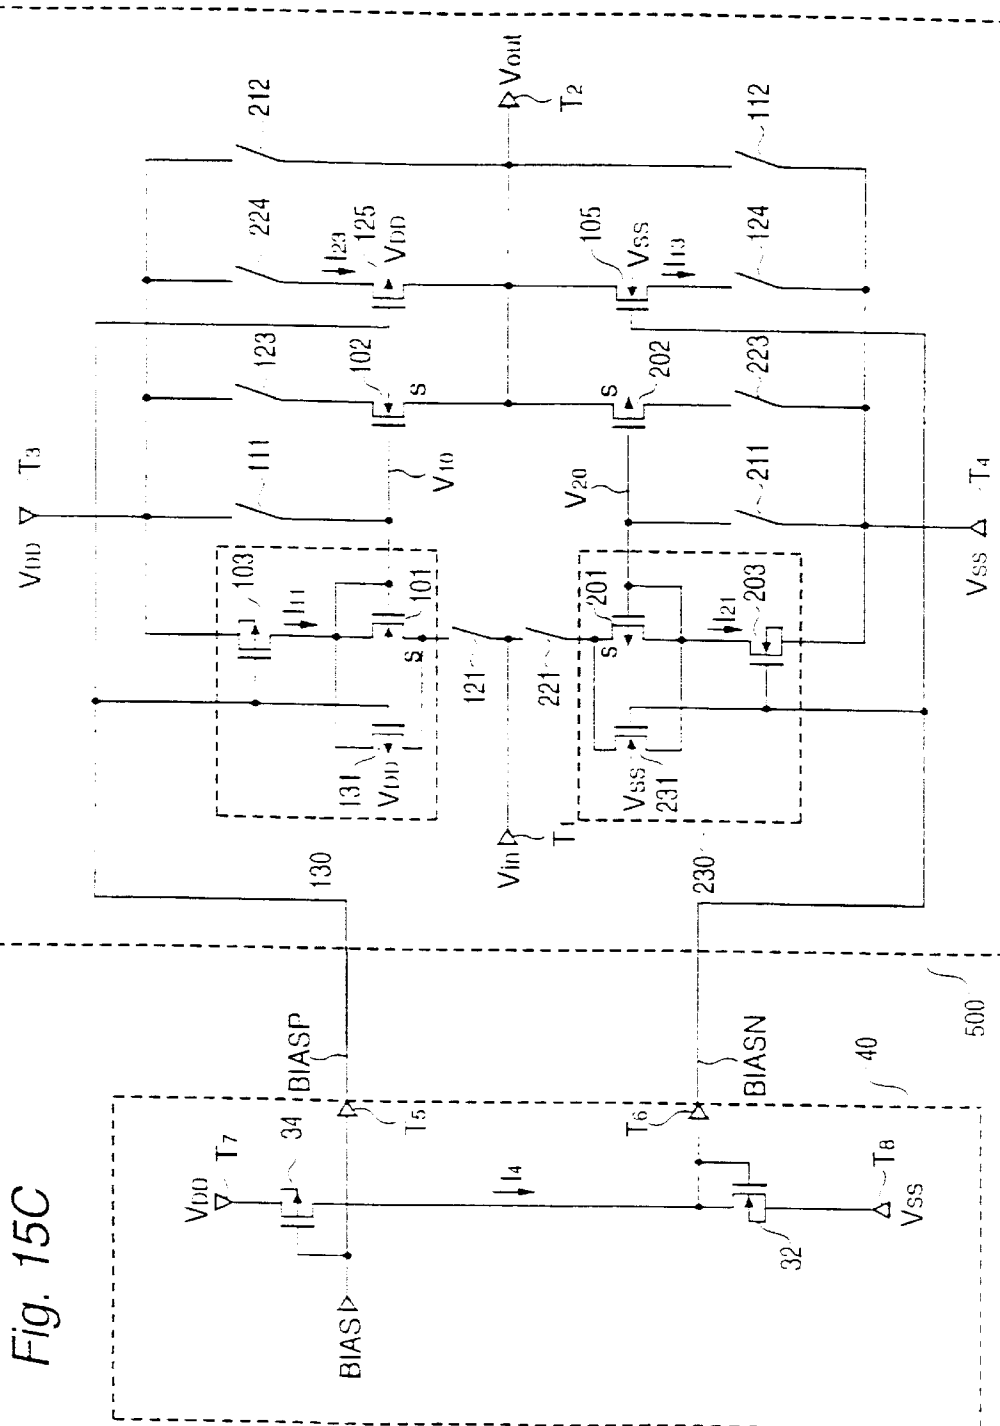 Fig. 15C
VDD
T7
34
BIAS
BIASP
T5
I4
T6
BIASN
32
T8
VSS
40
500
VDD
T3
130
103
I11
131
VDD
101
S
111
V10
123
102
S
224
I23
125
VDD
212
121
Vin
T1
221
Vout
T2
230
S
201
VSS
231
I21
203
V20
211
S
202
223
105
VSS
I13
124
112
VSS
T4